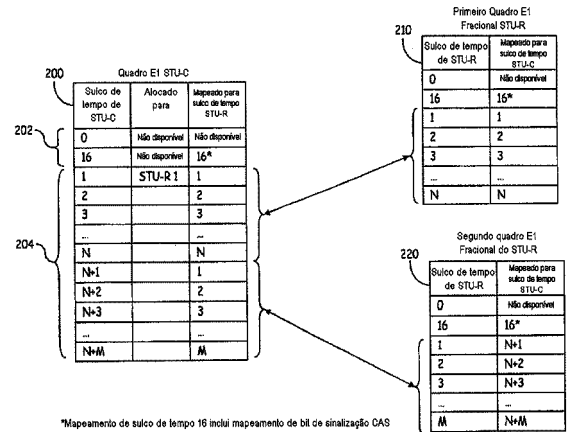 Quadro E1 STU-C
200
Sulco de tempo de STU-C | Alocado para | Mapeado para sulco de tempo STU-R
202
0 | Não disponível | Não disponível
16 | Não disponível | 16*
204
1 | STU-R 1 | 1
2 | | 2
3 | | 3
... | | ...
N | | N
N+1 | | 1
N+2 | | 2
N+3 | | 3
... | | ...
N+M | | M
Primeiro Quadro E1
Fracional STU-R
210
Sulco de tempo de STU-R | Mapeado para sulco de tempo STU-C
0 | Não disponível
16 | 16*
1 | 1
2 | 2
3 | 3
... | ...
N | N
Segundo quadro E1
Fracional do STU-R
220
Sulco de tempo de STU-R | Mapeado para sulco de tempo STU-C
0 | Não disponível
16 | 16*
1 | N+1
2 | N+2
3 | N+3
... | ...
M | N+M
*Mapeamento de sulco de tempo 16 inclui mapeamento de bit de sinalização CAS